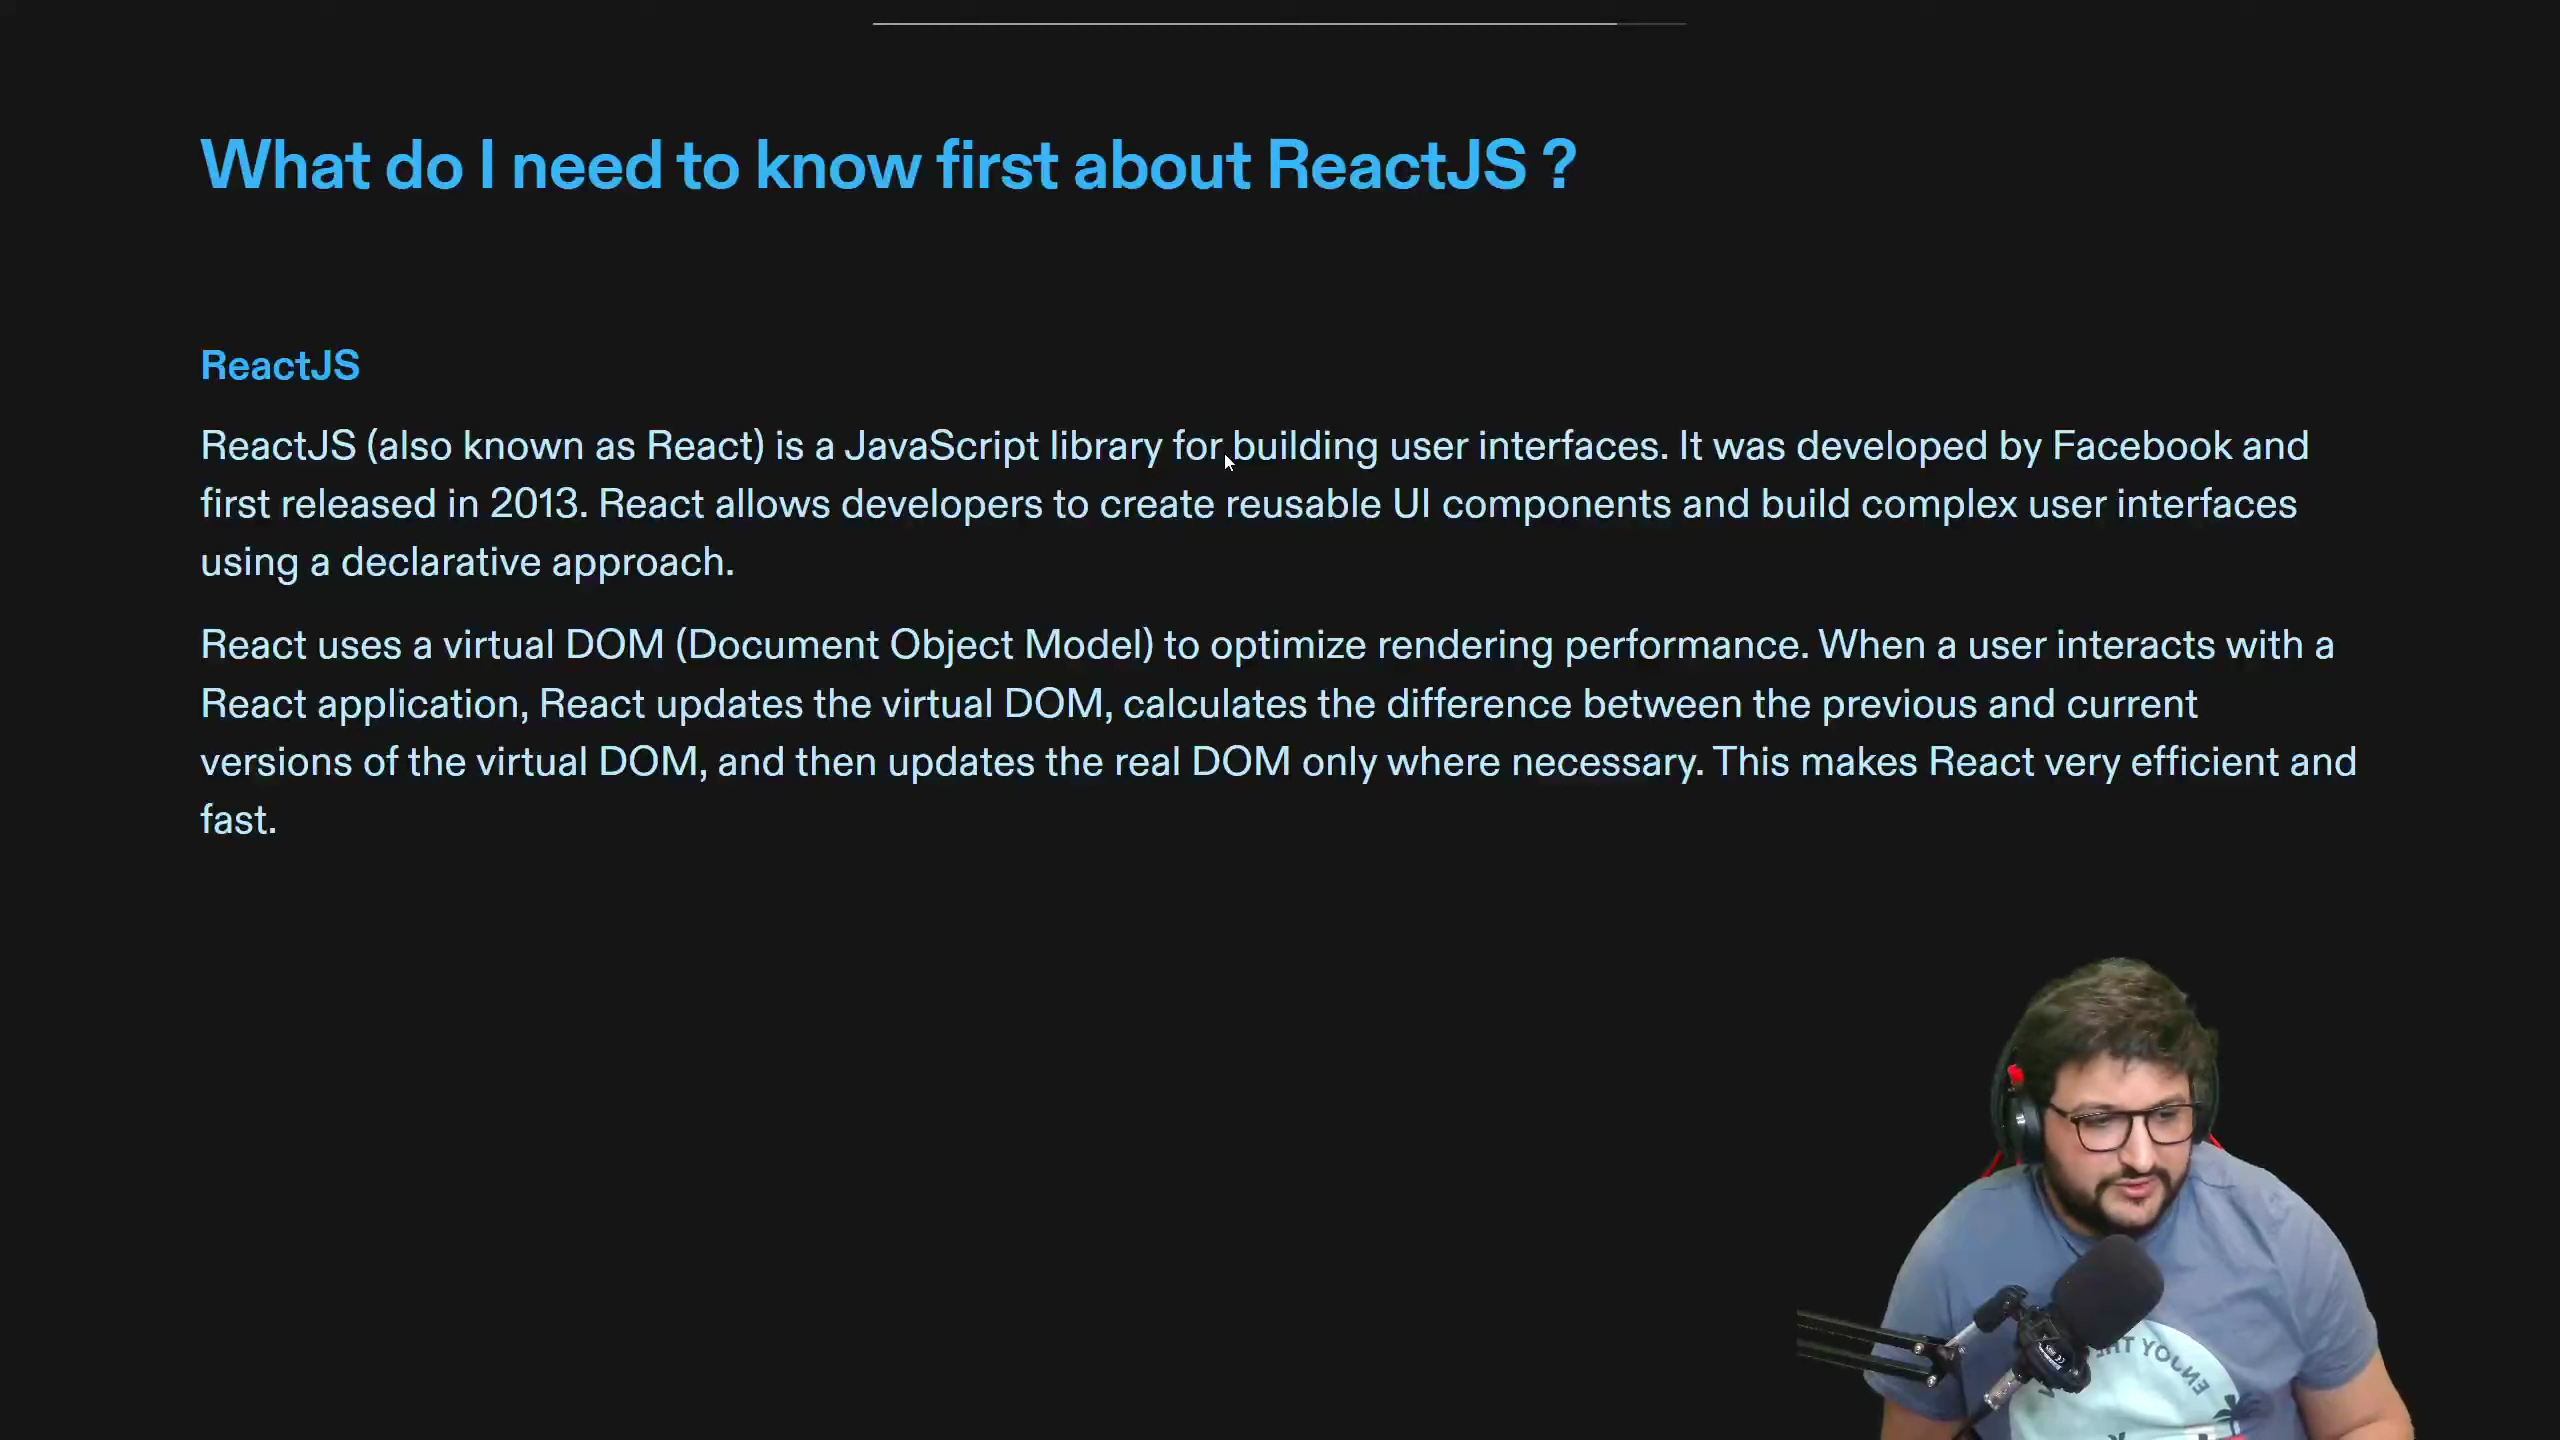 What do I need to know first about ReactJS ?
ReactJS
ReactJS (also known as React) is a JavaScript library for building user interfaces. It was developed by Facebook and
first released in 2013. React allows developers to create reusable UI components and build complex user interfaces
using a declarative approach.
React uses a virtual DOM (Document Object Model) to optimize rendering performance. When a user interacts with a
React application, React updates the virtual DOM, calculates the difference between the previous and current
versions of the virtual DOM, and then updates the real DOM only where necessary. This makes React very efficient and
fast.
ENJOY THE